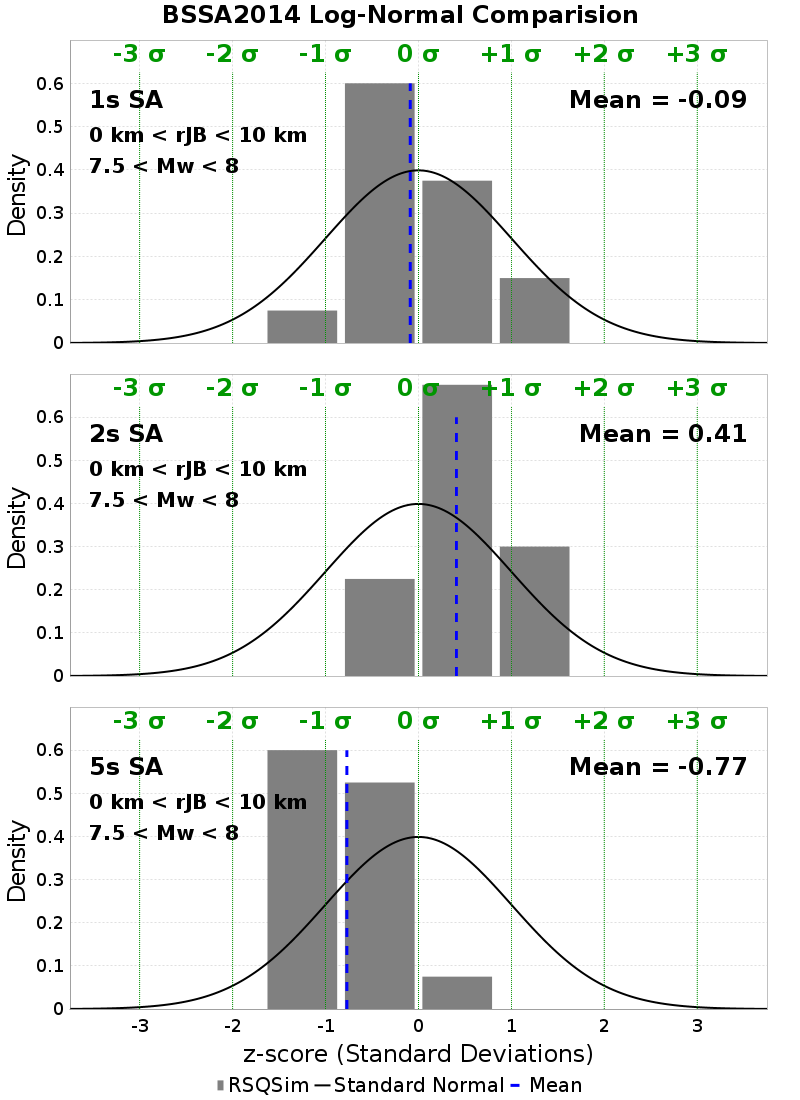 BSSA2014 Log-Normal Comparision
-3 σ -2 σ -1 σ 0 σ +1 σ +2 σ +3 σ
0.6
1s SA Mean = -0.09
0.5
0 km < rJB < 10 km
7.5 < Mw < 8
0.4
0.3
0.2
0.1
0
Density
-3 σ -2 σ -1 σ 0 σ +1 σ +2 σ +3 σ
0.6
2s SA Mean = 0.41
0.5
0 km < rJB < 10 km
7.5 < Mw < 8
0.4
0.3
0.2
0.1
0
Density
-3 σ -2 σ -1 σ 0 σ +1 σ +2 σ +3 σ
0.6
5s SA Mean = -0.77
0.5
0 km < rJB < 10 km
7.5 < Mw < 8
0.4
0.3
0.2
0.1
0
Density
-3 -2 -1 0 1 2 3
z-score (Standard Deviations)
RSQSim Standard Normal Mean